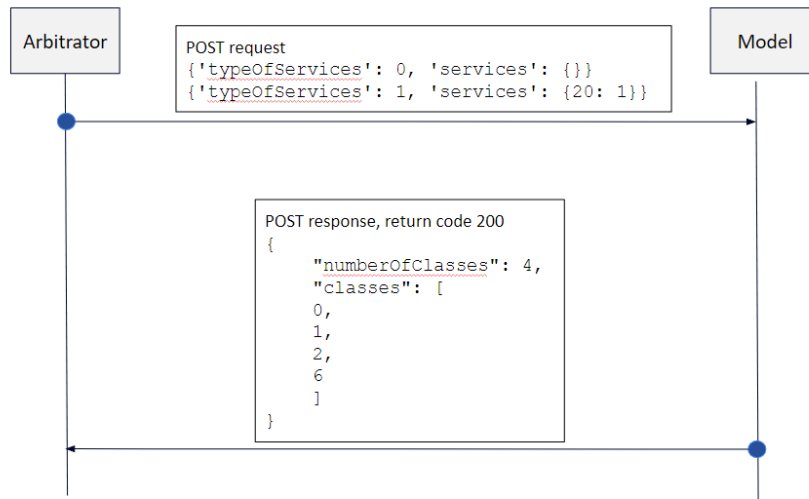 Arbitrator
Model
POST request
{'typeOfServices': 0, 'services': {}}
{'typeOfServices': 1, 'services': {20: 1}}
POST response, return code 200
{
"numberOfClasses": 4,
"classes": [
0,
1,
2,
6
]
}